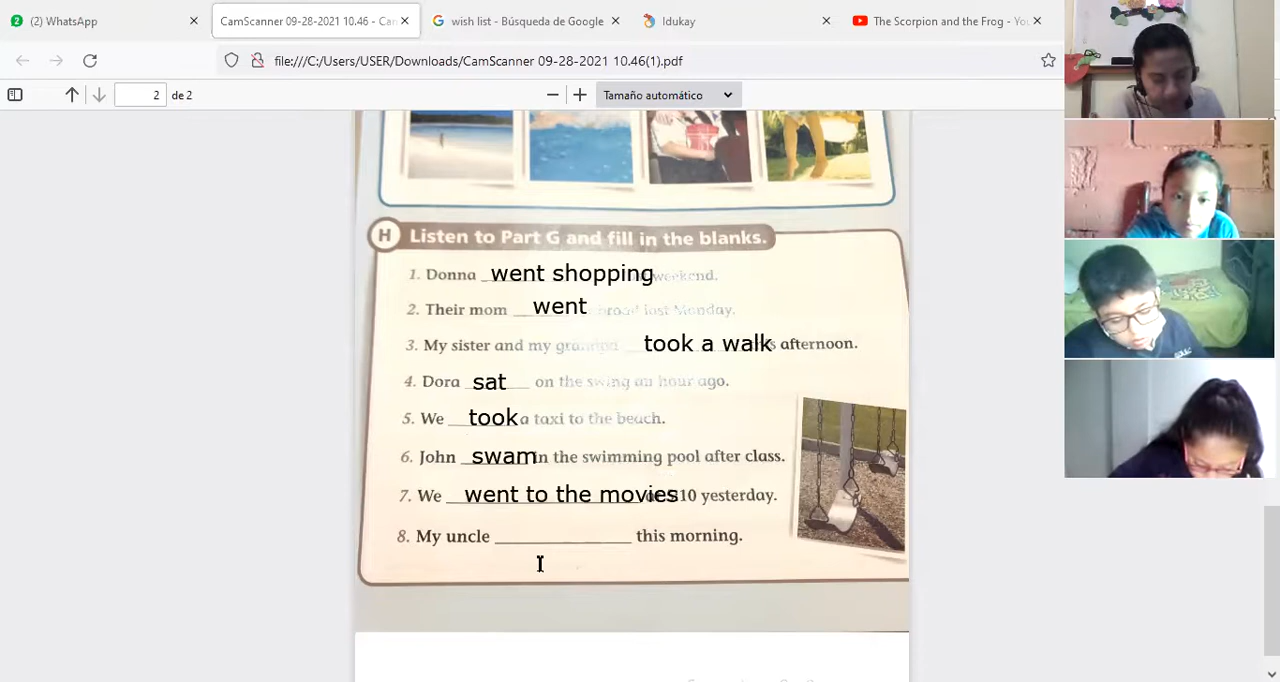 (2) WhatsApp
CamScanner 09-28-2021 10.46 - Can
wish list - Búsqueda de Google
Idukay
The Scorpion and the Frog - You
file:///C:/Users/USER/Downloads/CamScanner 09-28-2021 10.46(1).pdf
2 de 2
Tamaño automático
H Listen to Part G and fill in the blanks.
1. Donna went shopping weekend.
2. Their mom went last Monday.
3. My sister and my grandpa took a walk this afternoon.
4. Dora sat on the swing an hour ago.
5. We took a taxi to the beach.
6. John swam in the swimming pool after class.
7. We went to the movies 10 yesterday.
8. My uncle this morning.